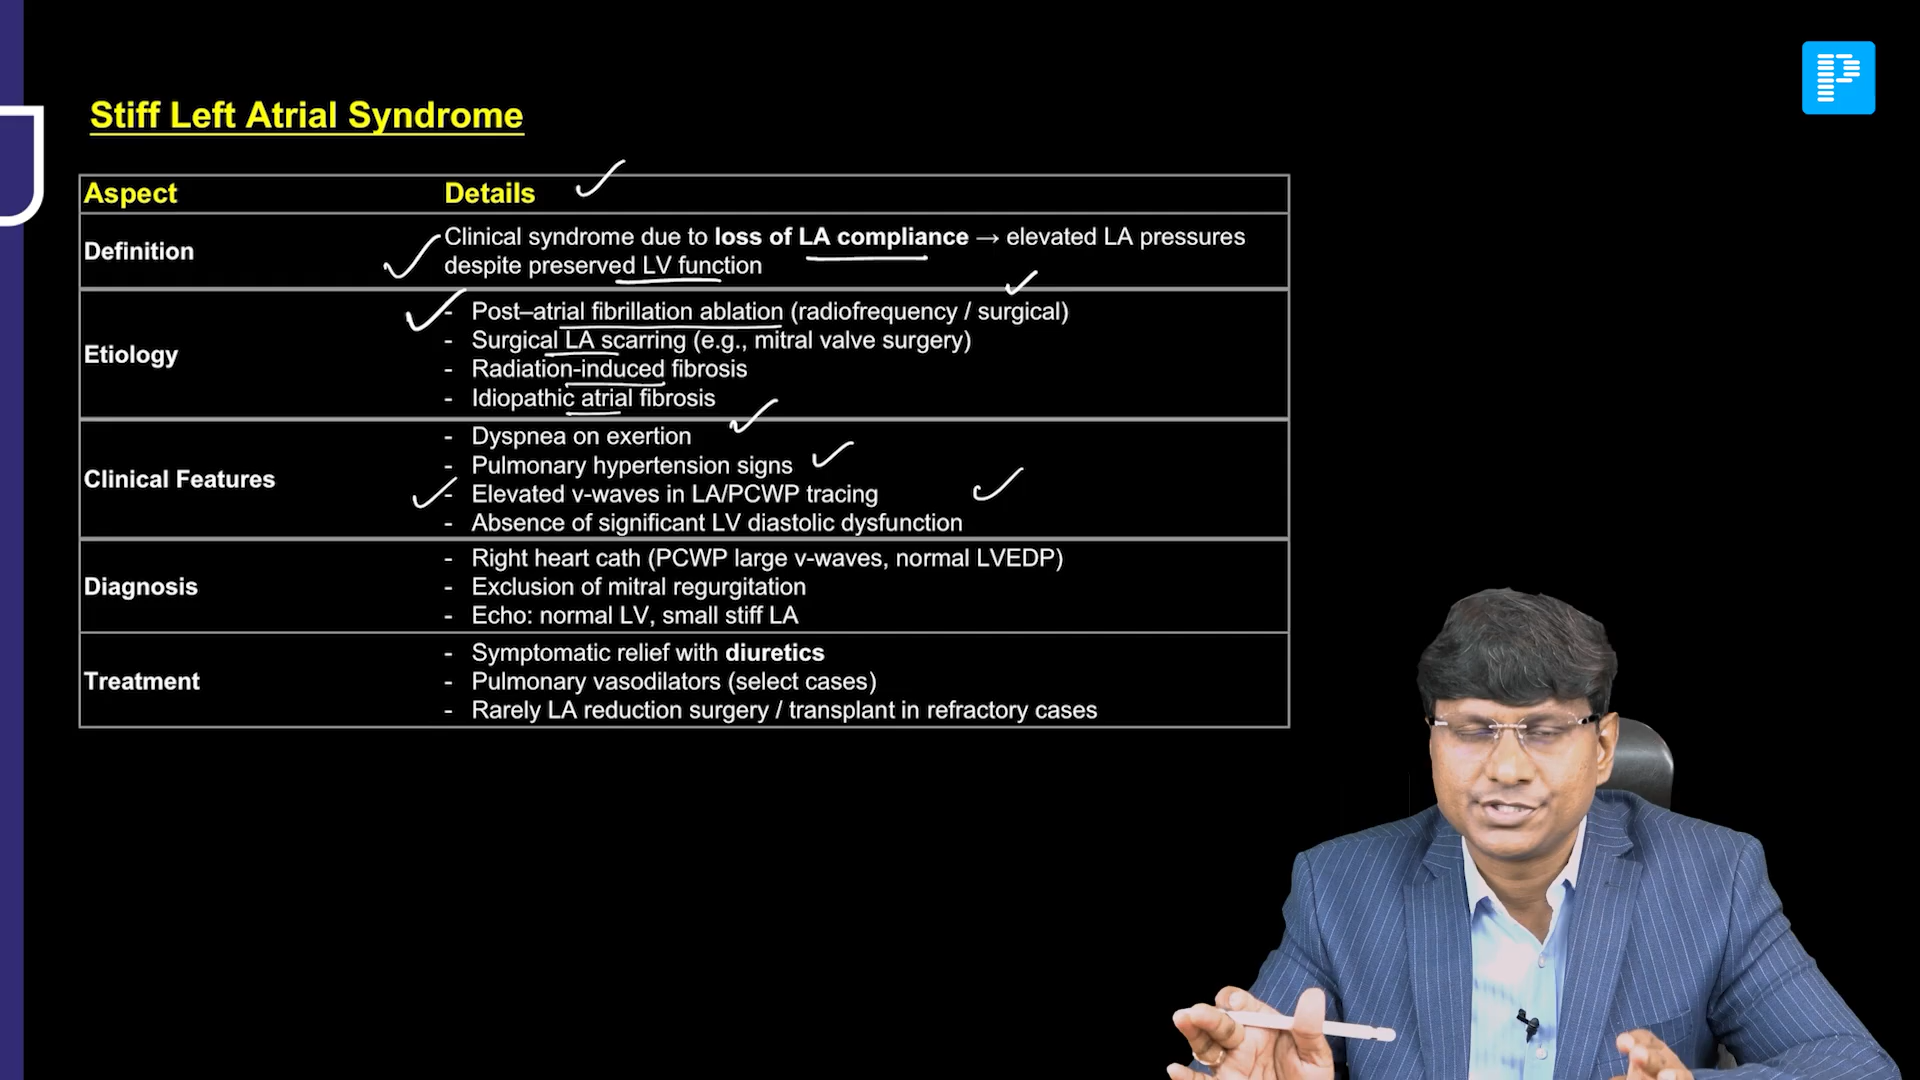 Stiff Left Atrial Syndrome
Aspect Details
Definition
Clinical syndrome due to loss of LA compliance → elevated LA pressures
despite preserved LV function
Etiology
- Post–atrial fibrillation ablation (radiofrequency / surgical)
- Surgical LA scarring (e.g., mitral valve surgery)
- Radiation-induced fibrosis
- Idiopathic atrial fibrosis
Clinical Features
- Dyspnea on exertion
- Pulmonary hypertension signs
- Elevated v-waves in LA/PCWP tracing
- Absence of significant LV diastolic dysfunction
Diagnosis
- Right heart cath (PCWP large v-waves, normal LVEDP)
- Exclusion of mitral regurgitation
- Echo: normal LV, small stiff LA
Treatment
- Symptomatic relief with diuretics
- Pulmonary vasodilators (select cases)
- Rarely LA reduction surgery / transplant in refractory cases
P